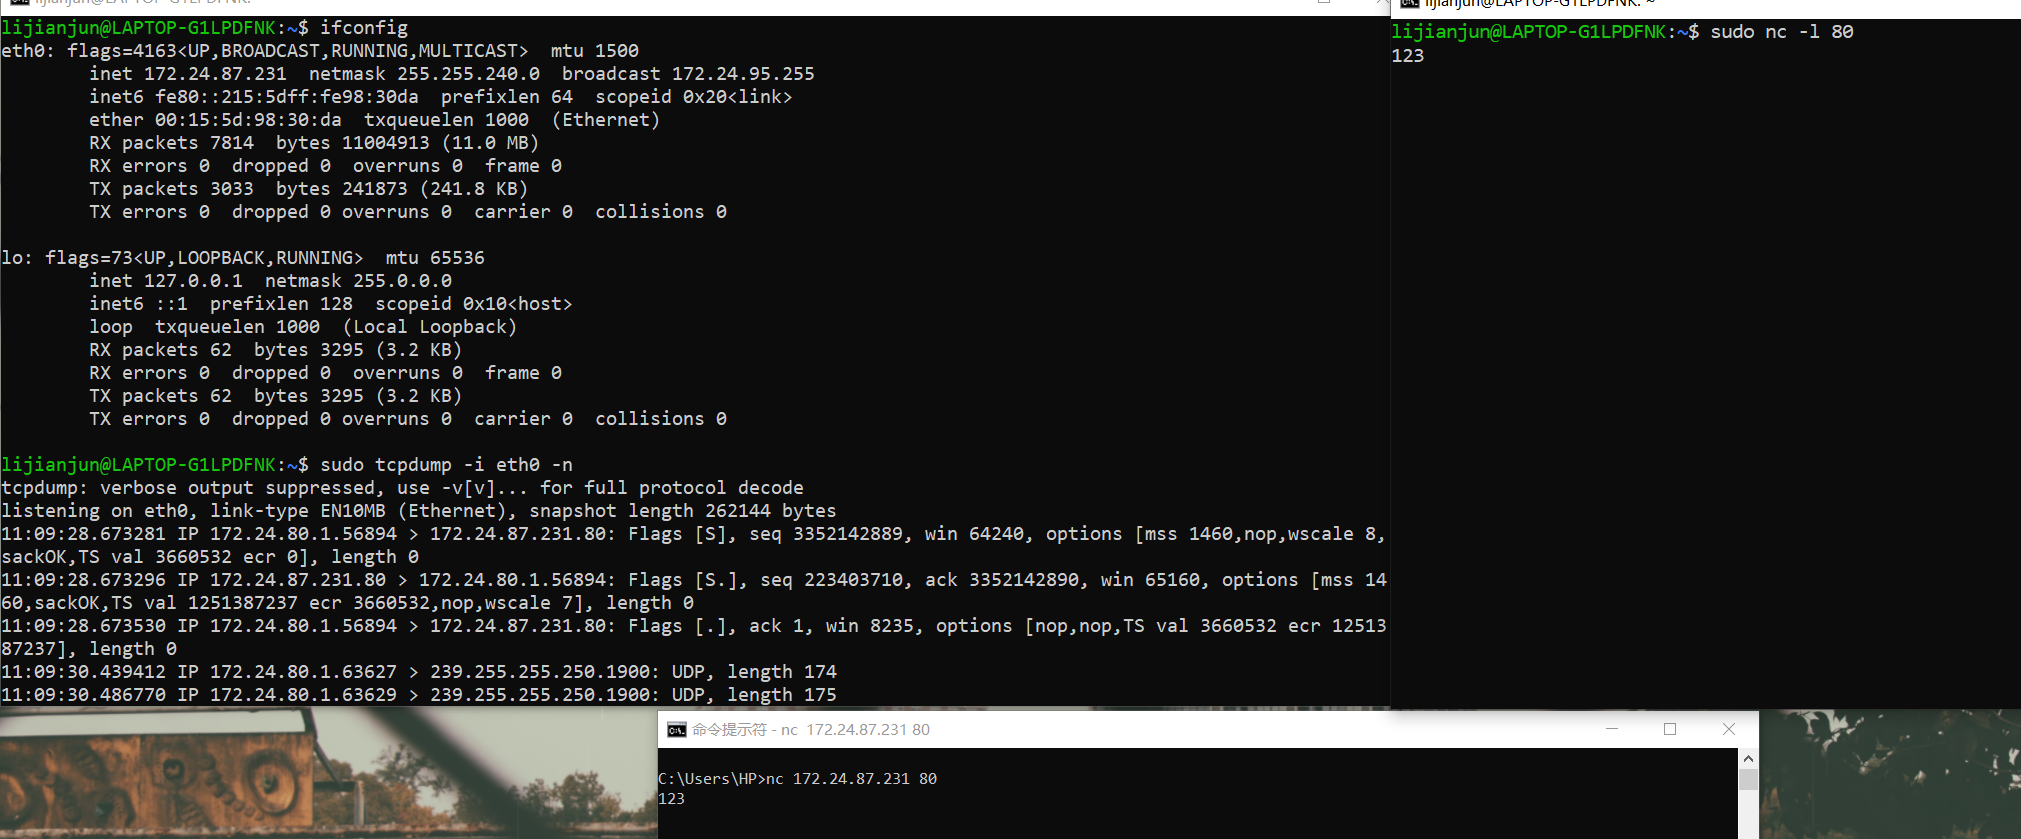 lijianjun@LAPTOP-G1LPDFNK:~$ ifconfig
eth0: flags=4163<UP,BROADCAST,RUNNING,MULTICAST>  mtu 1500
        inet 172.24.87.231  netmask 255.255.240.0  broadcast 172.24.95.255
        inet6 fe80::215:5dff:fe98:30da  prefixlen 64  scopeid 0x20<link>
        ether 00:15:5d:98:30:da  txqueuelen 1000  (Ethernet)
        RX packets 7814  bytes 11004913 (11.0 MB)
        RX errors 0  dropped 0  overruns 0  frame 0
        TX packets 3033  bytes 241873 (241.8 KB)
        TX errors 0  dropped 0 overruns 0  carrier 0  collisions 0

lo: flags=73<UP,LOOPBACK,RUNNING>  mtu 65536
        inet 127.0.0.1  netmask 255.0.0.0
        inet6 ::1  prefixlen 128  scopeid 0x10<host>
        loop  txqueuelen 1000  (Local Loopback)
        RX packets 62  bytes 3295 (3.2 KB)
        RX errors 0  dropped 0  overruns 0  frame 0
        TX packets 62  bytes 3295 (3.2 KB)
        TX errors 0  dropped 0 overruns 0  carrier 0  collisions 0

lijianjun@LAPTOP-G1LPDFNK:~$ sudo tcpdump -i eth0 -n
tcpdump: verbose output suppressed, use -v[v]... for full protocol decode
listening on eth0, link-type EN10MB (Ethernet), snapshot length 262144 bytes
11:09:28.673281 IP 172.24.80.1.56894 > 172.24.87.231.80: Flags [S], seq 3352142889, win 64240, options [mss 1460,nop,wscale 8,
sackOK,TS val 3660532 ecr 0], length 0
11:09:28.673296 IP 172.24.87.231.80 > 172.24.80.1.56894: Flags [S.], seq 223403710, ack 3352142890, win 65160, options [mss 14
60,sackOK,TS val 1251387237 ecr 3660532,nop,wscale 7], length 0
11:09:28.673530 IP 172.24.80.1.56894 > 172.24.87.231.80: Flags [.], ack 1, win 8235, options [nop,nop,TS val 3660532 ecr 12513
87237], length 0
11:09:30.439412 IP 172.24.80.1.63627 > 239.255.255.250.1900: UDP, length 174
11:09:30.486770 IP 172.24.80.1.63629 > 239.255.255.250.1900: UDP, length 175
lijianjun@LAPTOP-G1LPDFNK: ~
lijianjun@LAPTOP-G1LPDFNK:~$ sudo nc -l 80
123
命令提示符 - nc  172.24.87.231 80
C:\Users\HP>nc 172.24.87.231 80
123